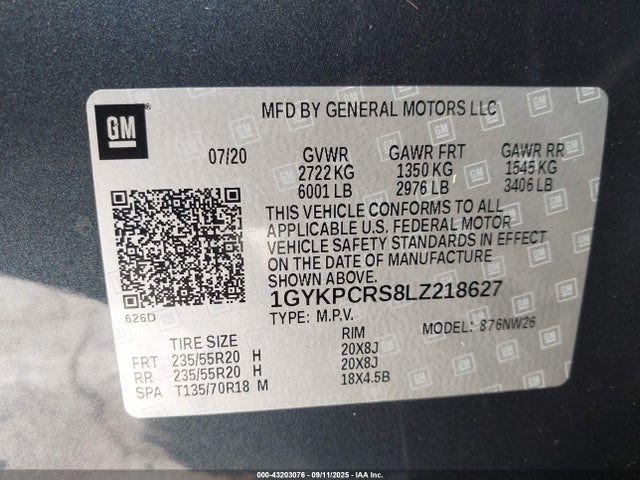 GM
MFD BY GENERAL MOTORS LLC
07/20 GVWR GAWR FRT GAWR RR
2722 KG 1350 KG 1545 KG
6001 LB 2976 LB 3406 LB
THIS VEHICLE CONFORMS TO ALL
APPLICABLE U.S. FEDERAL MOTOR
VEHICLE SAFETY STANDARDS IN EFFECT
ON THE DATE OF MANUFACTURE
SHOWN ABOVE.
626D
1GYKPCRS8LZ218627
TYPE: M.P.V. MODEL: 876NW26
TIRE SIZE RIM
FRT 235/55R20 H 20X8J
RR 235/55R20 H 20X8J
SPA T135/70R18 M 18X4.5B
000-43203076 - 09/11/2025 - IAA Inc.